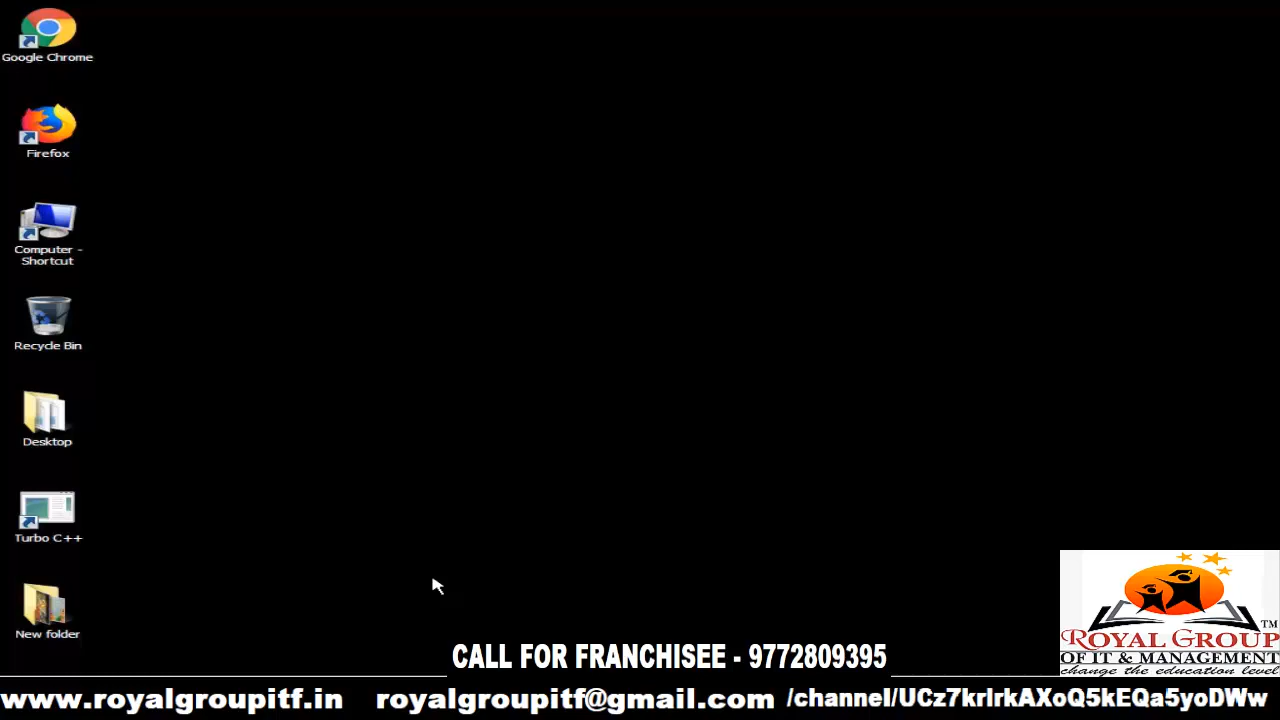 Google Chrome
Firefox
Computer -
Shortcut
Recycle Bin
Desktop
Turbo C++
New folder
CALL FOR FRANCHISEE - 9772809395
ROYAL GROUP TM
OF IT & MANAGEMENT
change the education level
www.royalgroupitf.in royalgroupitf@gmail.com /channel/UCz7krlrkAXoQ5kEQa5yoDWw